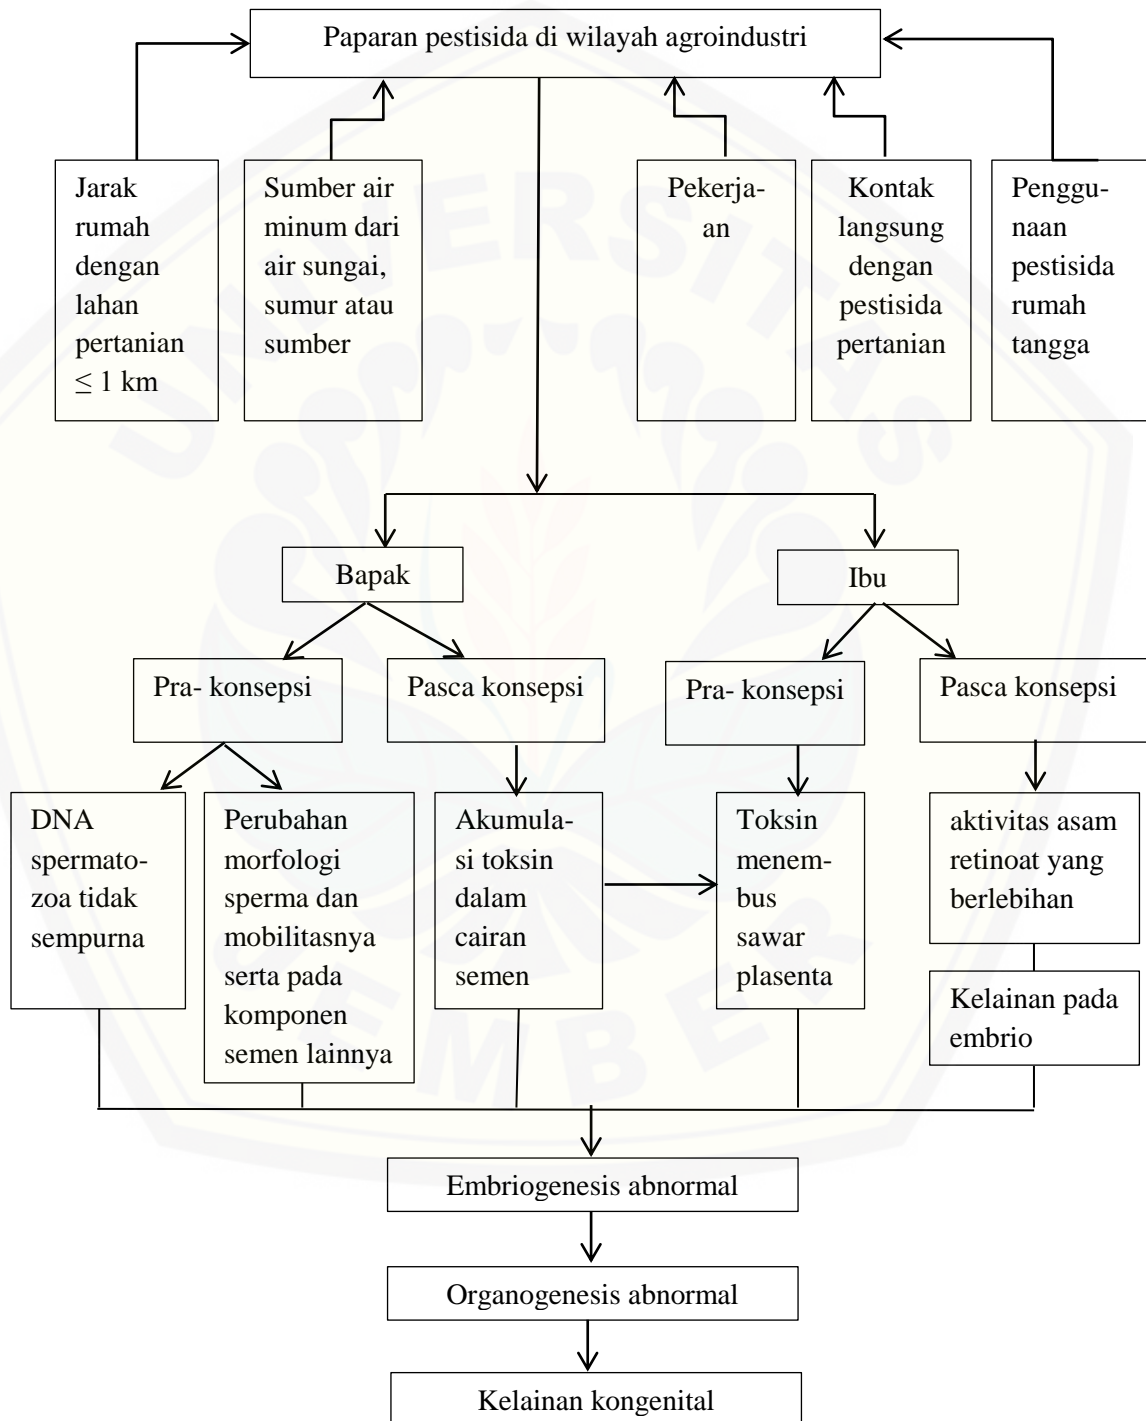 Paparan pestisida di wilayah agroindustri
Jarak
rumah
dengan
lahan
pertanian
≤ 1 km
Sumber air
minum dari
air sungai,
sumur atau
sumber
Pekerja-
an
Kontak
langsung
dengan
pestisida
pertanian
Penggu-
naan
pestisida
rumah
tangga
Bapak
Ibu
Pra- konsepsi
Pasca konsepsi
Pra- konsepsi
Pasca konsepsi
DNA
spermato-
zoa tidak
sempurna
Perubahan
morfologi
sperma dan
mobilitasnya
serta pada
komponen
semen lainnya
Akumula-
si toksin
dalam
cairan
semen
Toksin
menem-
bus
sawar
plasenta
aktivitas asam
retinoat yang
berlebihan
Kelainan pada
embrio
Embriogenesis abnormal
Organogenesis abnormal
Kelainan kongenital
UNIVERSITAS
JEMBER